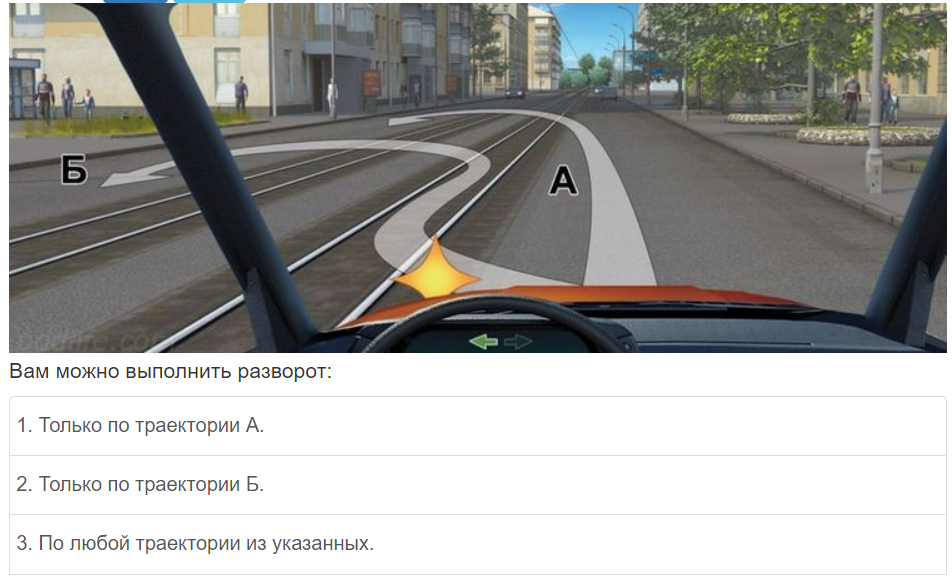 Б
А
Вам можно выполнить разворот:
1. Только по траектории А.
2. Только по траектории Б.
3. По любой траектории из указанных.